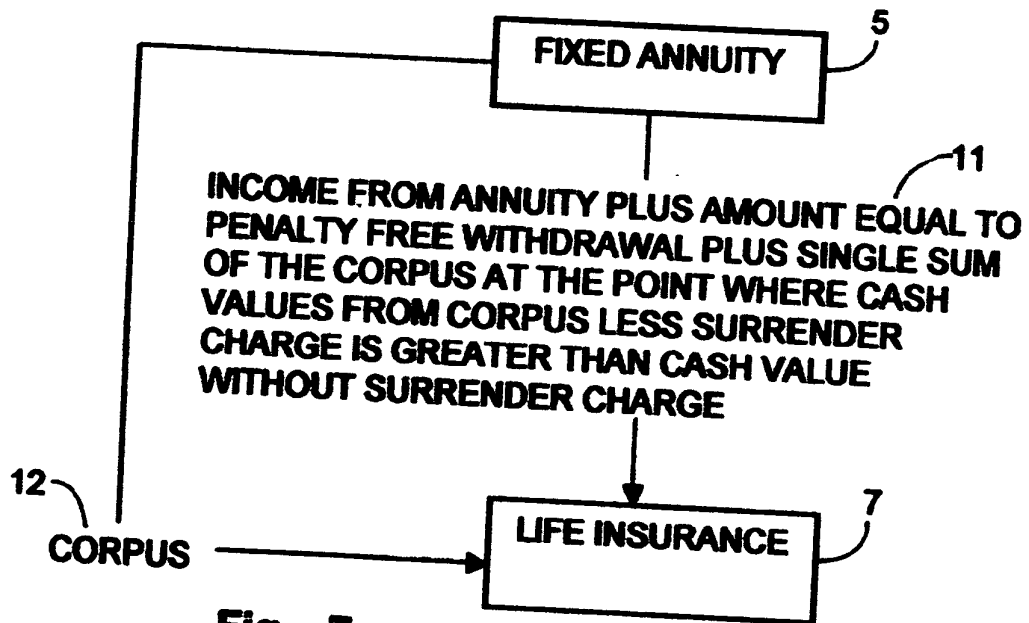 5
FIXED ANNUITY
11
INCOME FROM ANNUITY PLUS AMOUNT EQUAL TO
PENALTY FREE WITHDRAWAL PLUS SINGLE SUM
OF THE CORPUS AT THE POINT WHERE CASH
VALUES FROM CORPUS LESS SURRENDER
CHARGE IS GREATER THAN CASH VALUE
WITHOUT SURRENDER CHARGE
12
CORPUS
7
LIFE INSURANCE